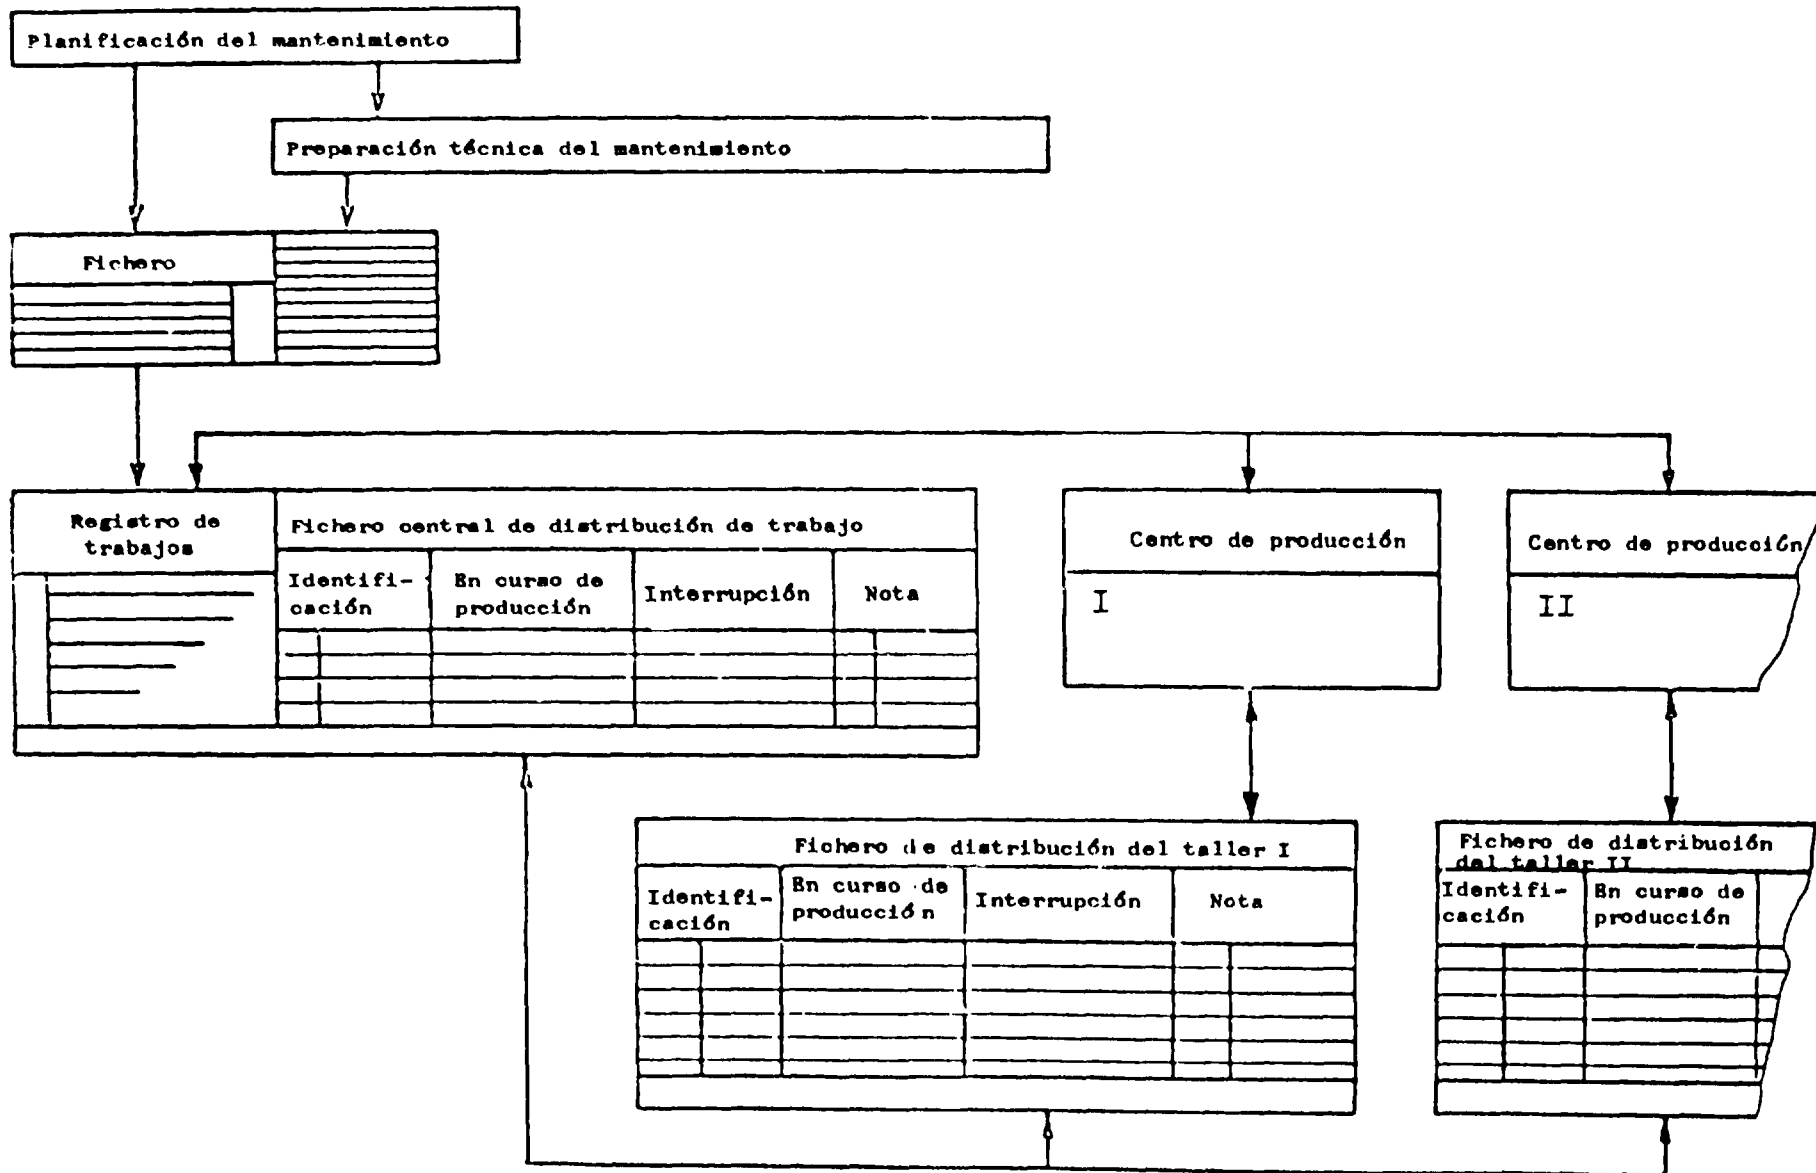 Planificación del mantenimiento
Preparación técnica del mantenimiento
Fichero
Registro de
trabajos
Fichero central de distribución de trabajo
Identifi-
cación
En curso de
producción
Interrupción
Nota
Centro de producción
I
Centro de producción
II
Fichero de distribución del taller I
Identifi-
cación
En curso de
producción
Interrupción
Nota
Fichero de distribución
del taller II
Identifi-
cación
En curso de
producción